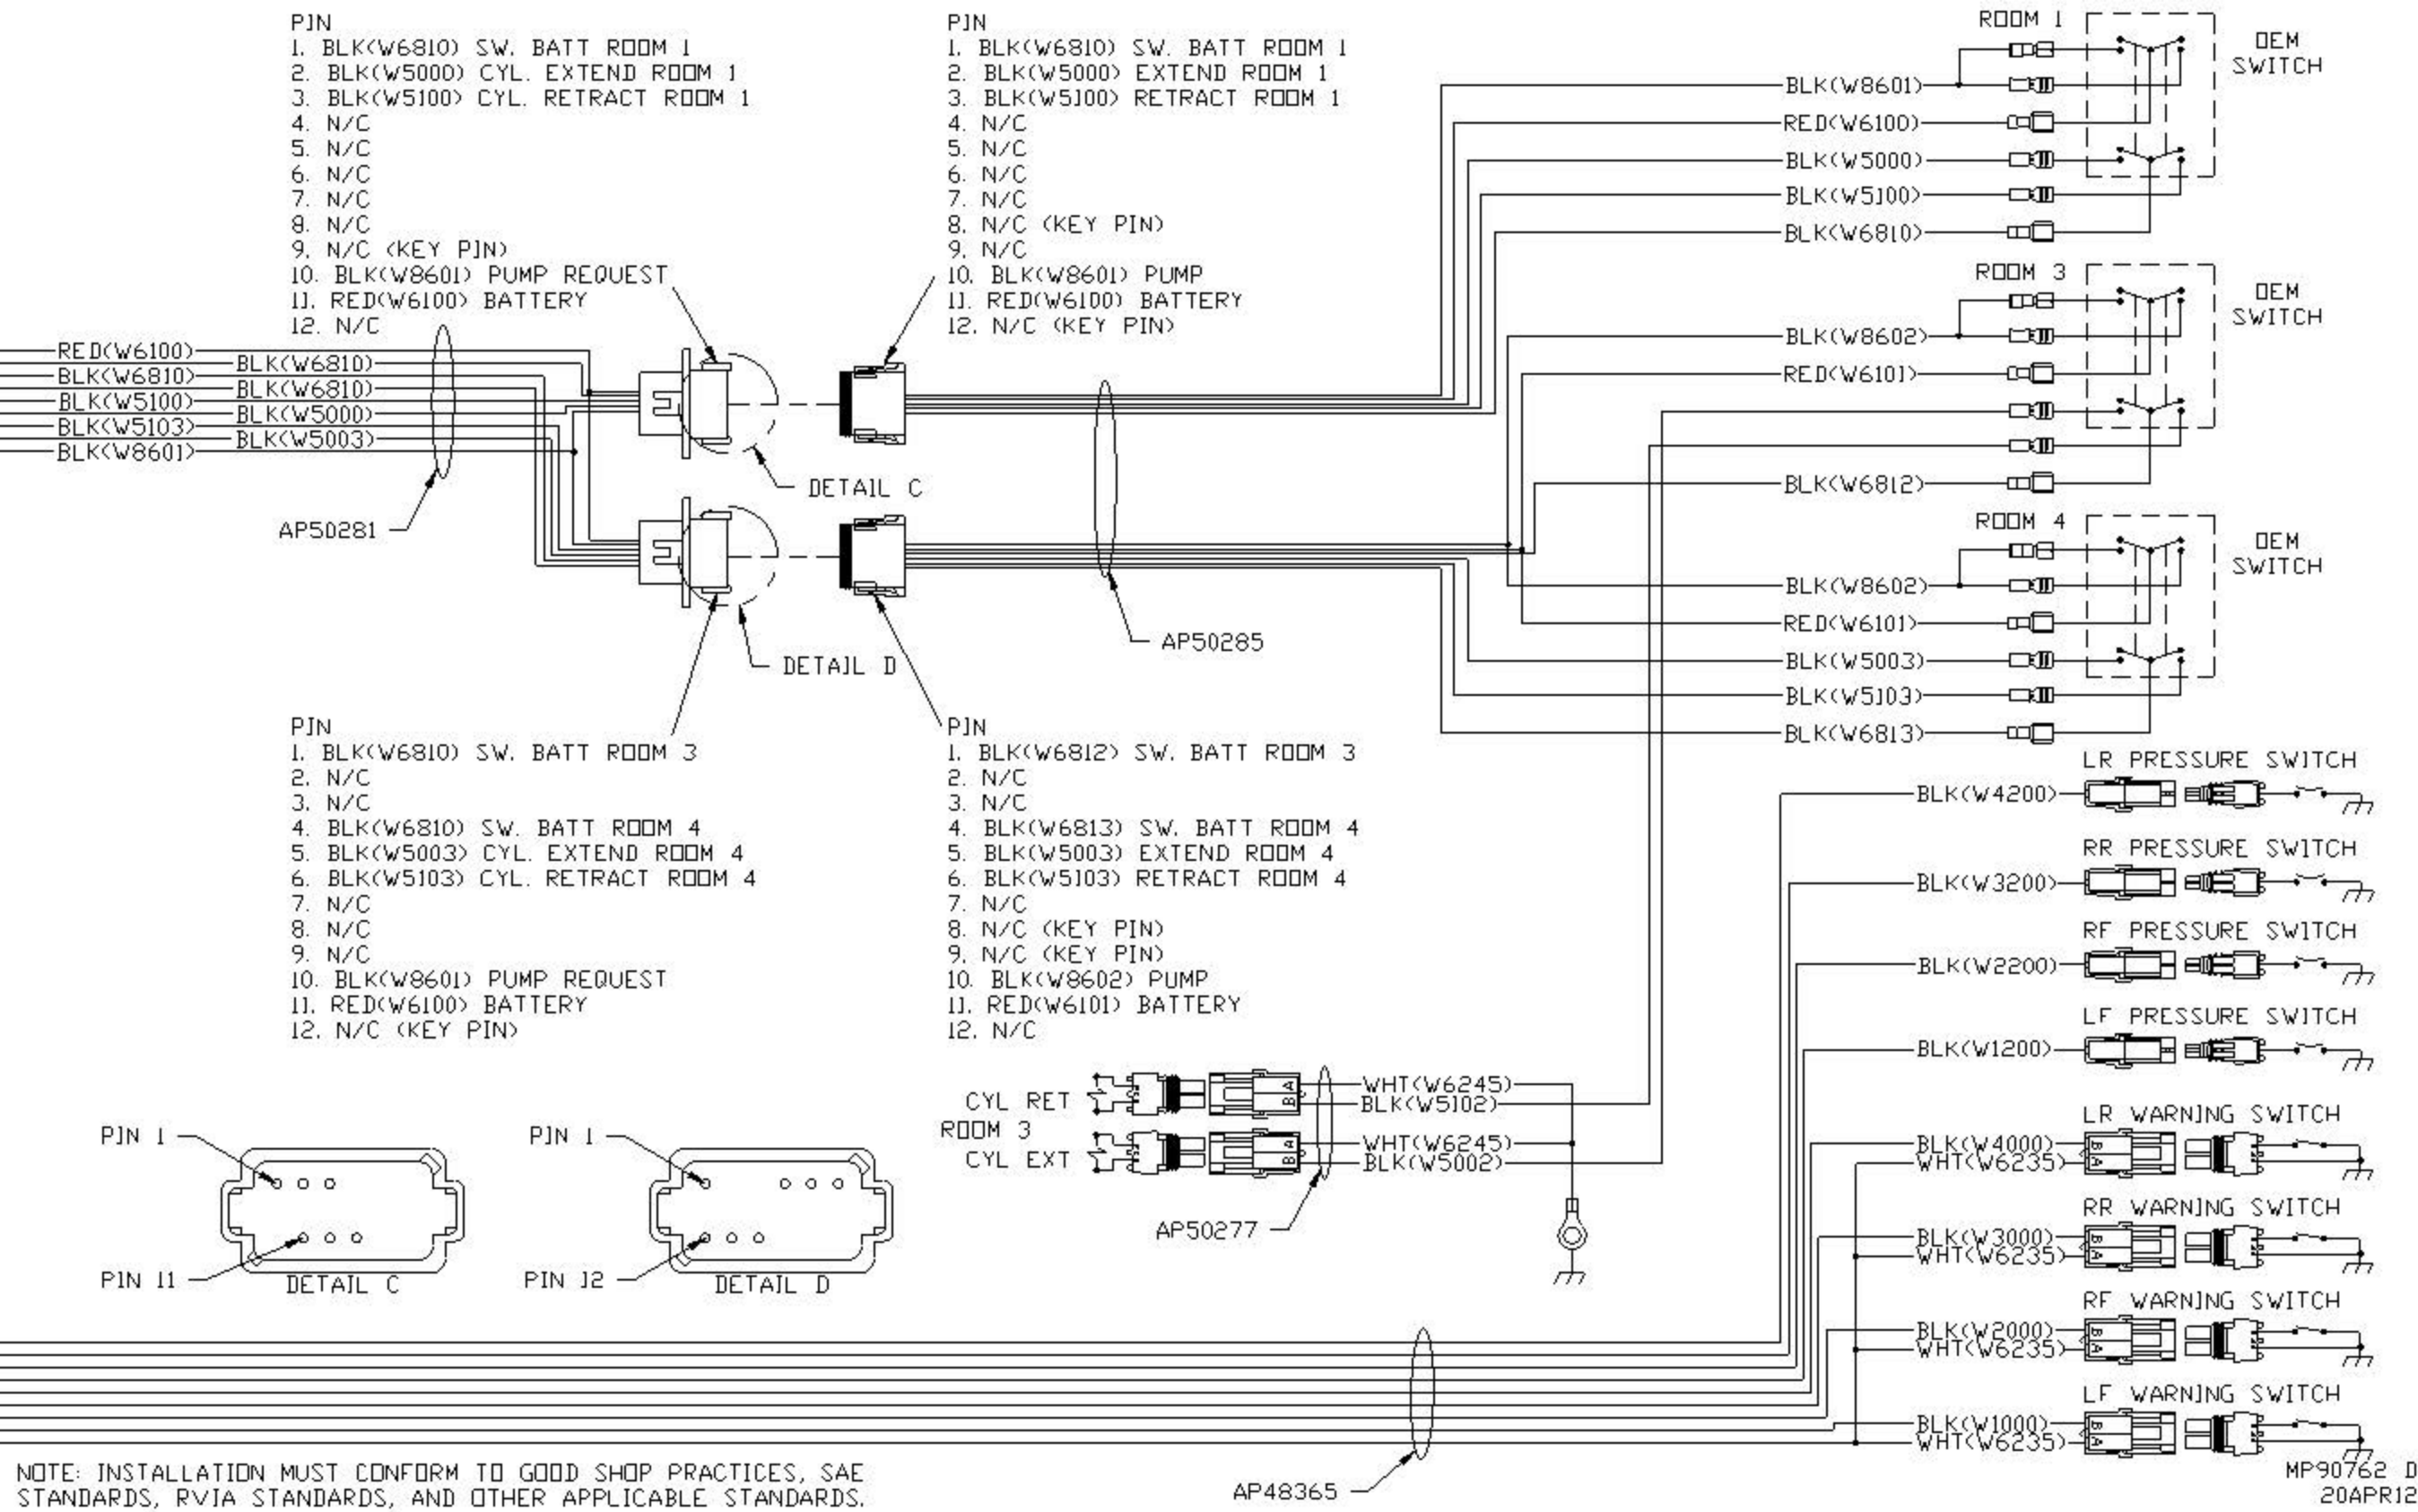 PIN
1. BLK(W6810) SW. BATT ROOM 1
2. BLK(W5000) CYL. EXTEND ROOM 1
3. BLK(W5100) CYL. RETRACT ROOM 1
4. N/C
5. N/C
6. N/C
7. N/C
8. N/C
9. N/C (KEY PIN)
10. BLK(W8601) PUMP REQUEST
11. RED(W6100) BATTERY
12. N/C
PIN
1. BLK(W6810) SW. BATT ROOM 1
2. BLK(W5000) EXTEND ROOM 1
3. BLK(W5100) RETRACT ROOM 1
4. N/C
5. N/C
6. N/C
7. N/C
8. N/C (KEY PIN)
9. N/C
10. BLK(W8601) PUMP
11. RED(W6100) BATTERY
12. N/C (KEY PIN)
RED(W6100)
BLK(W6810)
BLK(W6810)
BLK(W6810)
BLK(W5100)
BLK(W5000)
BLK(W5103)
BLK(W5003)
BLK(W8601)
AP50281
DETAIL C
DETAIL D
AP50285
ROOM 1
OEM
SWITCH
BLK(W8601)
RED(W6100)
BLK(W5000)
BLK(W5100)
BLK(W6810)
ROOM 3
OEM
SWITCH
BLK(W8602)
RED(W6101)
BLK(W6812)
ROOM 4
OEM
SWITCH
BLK(W8602)
RED(W6101)
BLK(W5003)
BLK(W5103)
BLK(W6813)
PIN
1. BLK(W6810) SW. BATT ROOM 3
2. N/C
3. N/C
4. BLK(W6810) SW. BATT ROOM 4
5. BLK(W5003) CYL. EXTEND ROOM 4
6. BLK(W5103) CYL. RETRACT ROOM 4
7. N/C
8. N/C
9. N/C
10. BLK(W8601) PUMP REQUEST
11. RED(W6100) BATTERY
12. N/C (KEY PIN)
PIN
1. BLK(W6812) SW. BATT ROOM 3
2. N/C
3. N/C
4. BLK(W6813) SW. BATT ROOM 4
5. BLK(W5003) EXTEND ROOM 4
6. BLK(W5103) RETRACT ROOM 4
7. N/C
8. N/C (KEY PIN)
9. N/C (KEY PIN)
10. BLK(W8602) PUMP
11. RED(W6101) BATTERY
12. N/C
LR PRESSURE SWITCH
BLK(W4200)
RR PRESSURE SWITCH
BLK(W3200)
RF PRESSURE SWITCH
BLK(W2200)
LF PRESSURE SWITCH
BLK(W1200)
CYL RET
A
B
WHT(W6245)
BLK(W5102)
ROOM 3
CYL EXT
A
B
WHT(W6245)
BLK(W5002)
AP50277
LR WARNING SWITCH
BLK(W4000)
WHT(W6235)
B
A
RR WARNING SWITCH
BLK(W3000)
WHT(W6235)
B
A
RF WARNING SWITCH
BLK(W2000)
WHT(W6235)
B
A
LF WARNING SWITCH
BLK(W1000)
WHT(W6235)
B
A
PIN 1
PIN 11
DETAIL C
PIN 1
PIN 12
DETAIL D
AP48365
NOTE: INSTALLATION MUST CONFORM TO GOOD SHOP PRACTICES, SAE
STANDARDS, RVIA STANDARDS, AND OTHER APPLICABLE STANDARDS.
MP90762 D
20APR12